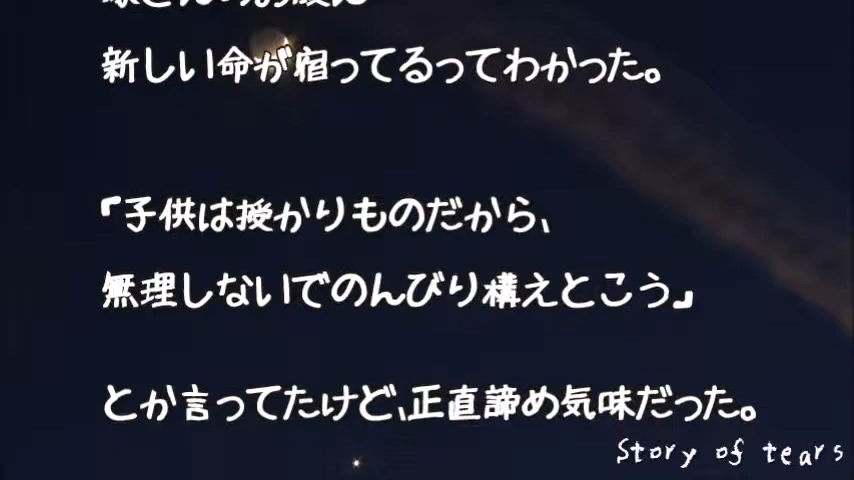 新しい命が宿ってるってわかった。
『子供は授かりものだから、
無理しないでのんびり構えとこう』
とか言ってたけど、正直諦め気味だった。
Story of tears